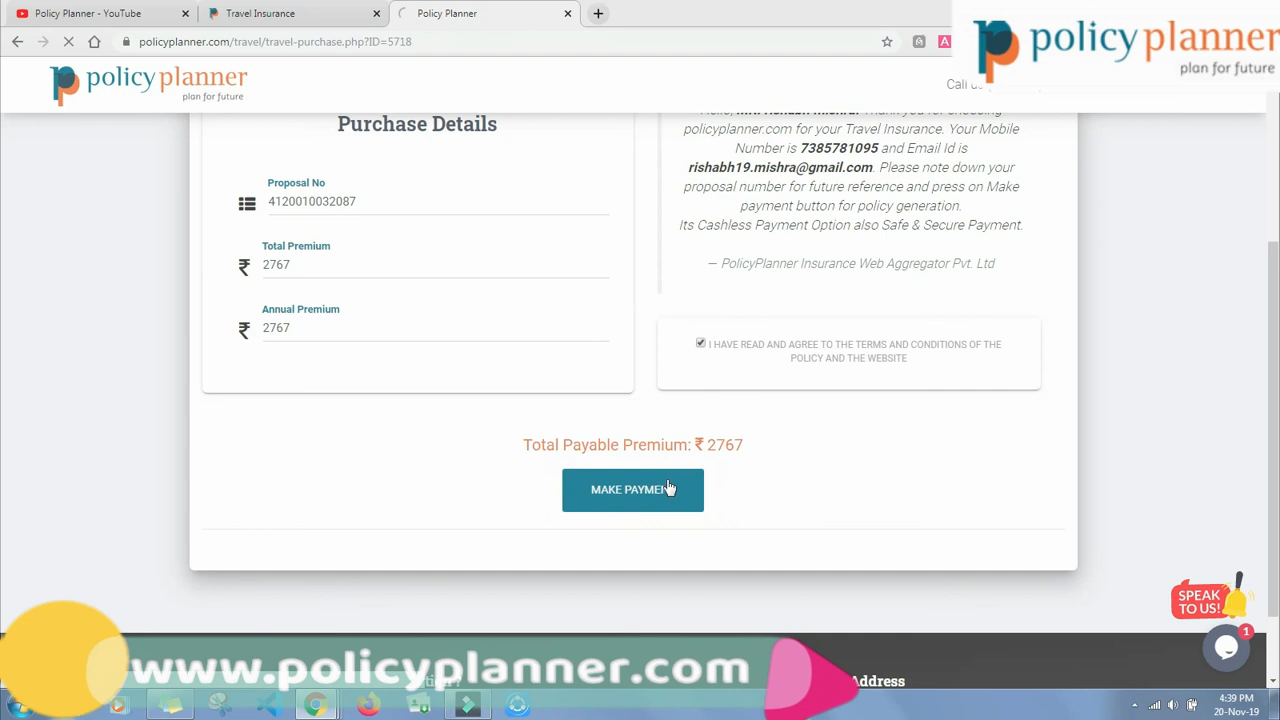 Policy Planner - YouTube
Travel Insurance
Policy Planner
policyplanner.com/travel/travel-purchase.php?ID=5718
policyplanner
plan for future
policyplanner
plan for future
Call us
Purchase Details
Proposal No
4120010032087
Total Premium
₹ 2767
Annual Premium
₹ 2767
policyplanner.com for your Travel Insurance. Your Mobile
Number is 7385781095 and Email Id is
rishabh19.mishra@gmail.com. Please note down your
proposal number for future reference and press on Make
payment button for policy generation.
Its Cashless Payment Option also Safe & Secure Payment.
— PolicyPlanner Insurance Web Aggregator Pvt. Ltd
I HAVE READ AND AGREE TO THE TERMS AND CONDITIONS OF THE
POLICY AND THE WEBSITE
Total Payable Premium: ₹ 2767
MAKE PAYMEN
SPEAK
TO US!
1
www.policyplanner.com
Address
4:39 PM
20-Nov-19